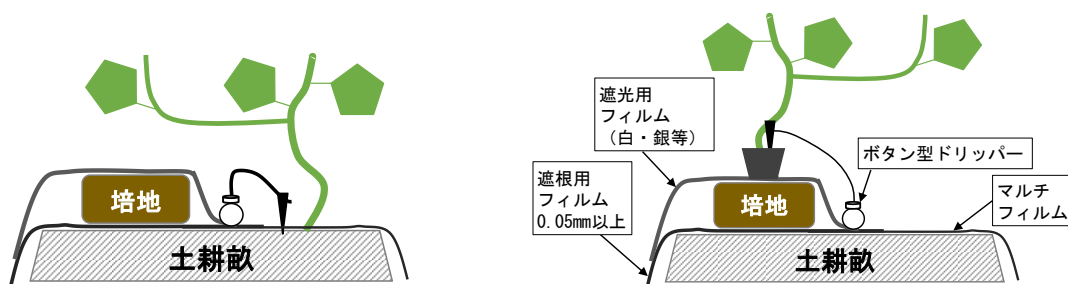 培地
土耕畝
遮光用
フィルム
（白・銀等）
遮根用
フィルム
0.05mm以上
ボタン型ドリッパー
マルチ
フィルム
培地
土耕畝